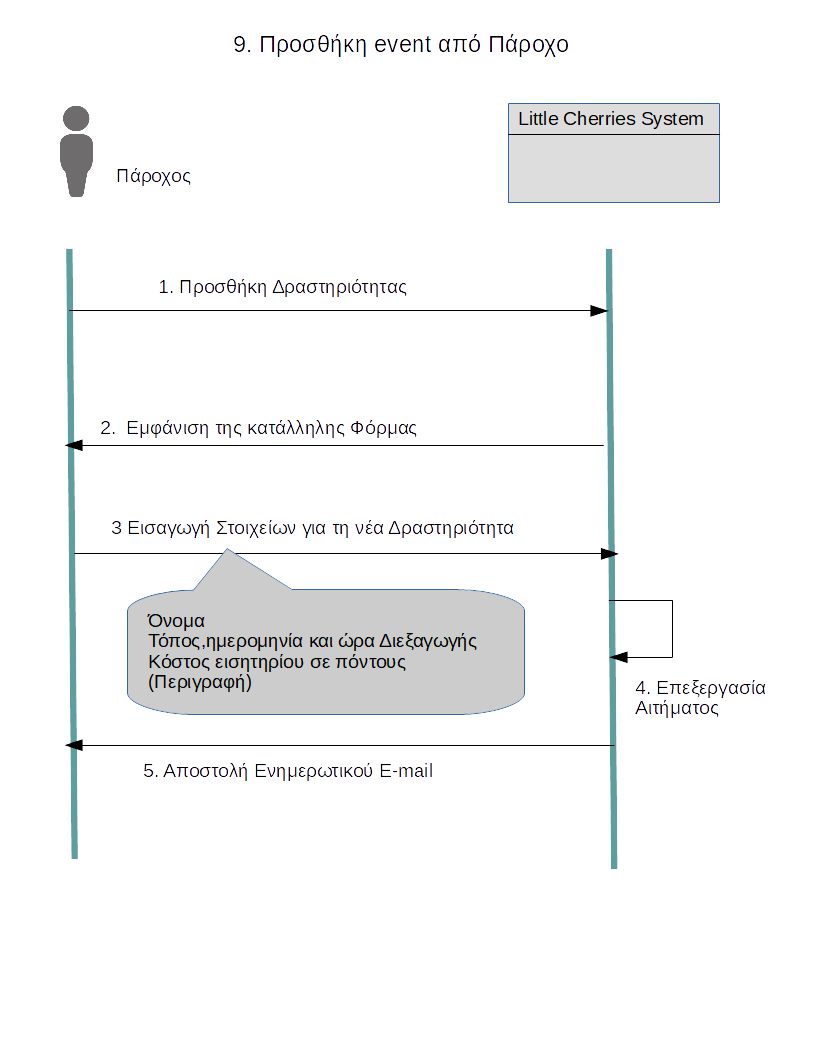 9. Προσθήκη event από Πάροχο
Little Cherries System
Πάροχος
1. Προσθήκη Δραστηριότητας
2. Εμφάνιση της κατάλληλης Φόρμας
3 Εισαγωγή Στοιχείων για τη νέα Δραστηριότητα
Όνομα
Τόπος,ημερομηνία και ώρα Διεξαγωγής
Κόστος εισητηρίου σε πόντους
(Περιγραφή)
4. Επεξεργασία
Αιτήματος
5. Αποστολή Ενημερωτικού E-mail